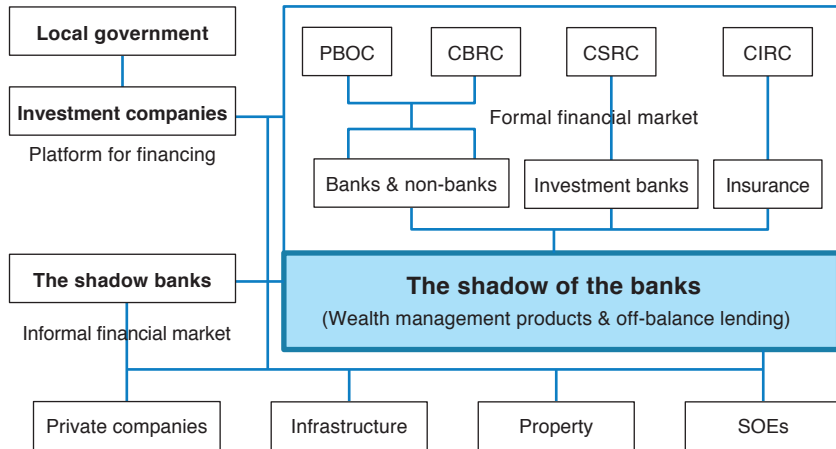 Local government
Investment companies
Platform for financing
PBOC
CBRC
CSRC
CIRC
Formal financial market
Banks & non-banks
Investment banks
Insurance
The shadow banks
Informal financial market
The shadow of the banks
(Wealth management products & off-balance lending)
Private companies
Infrastructure
Property
SOEs